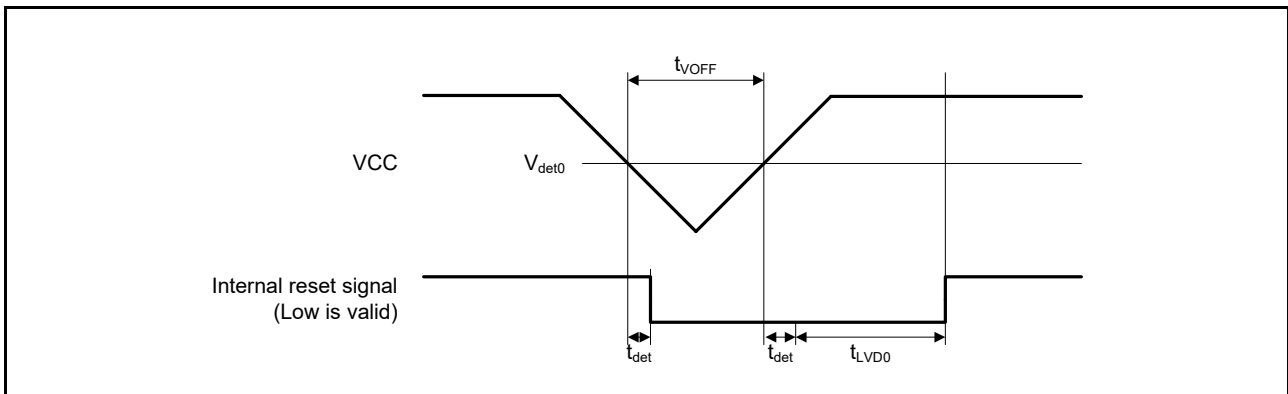 tVOFF
VCC
Vdet0
Internal reset signal
(Low is valid)
tdet
tdet
tLVD0